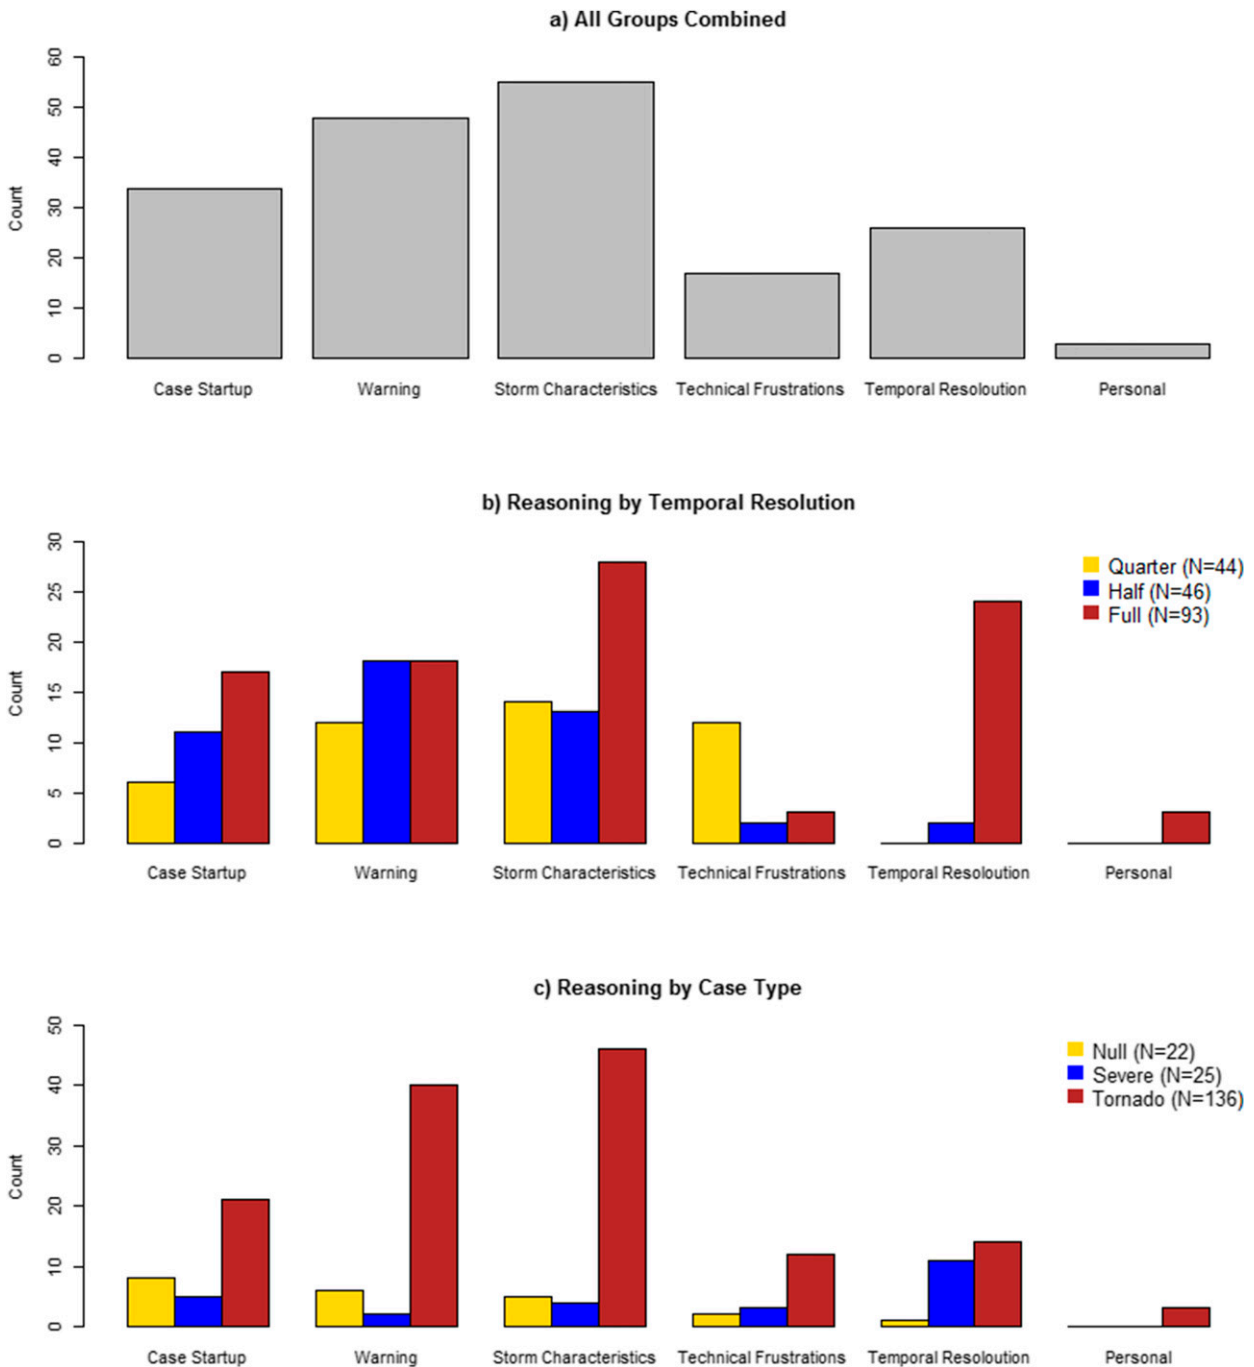 a) All Groups Combined
60
50
40
30
20
10
0
Count
Case Startup Warning Storm Characteristics Technical Frustrations Temporal Resoloution Personal
b) Reasoning by Temporal Resolution
30
25
20
15
10
5
0
Count
Quarter (N=44)
Half (N=46)
Full (N=93)
Case Startup Warning Storm Characteristics Technical Frustrations Temporal Resoloution Personal
c) Reasoning by Case Type
50
40
30
20
10
0
Count
Null (N=22)
Severe (N=25)
Tornado (N=136)
Case Startup Warning Storm Characteristics Technical Frustrations Temporal Resoloution Personal